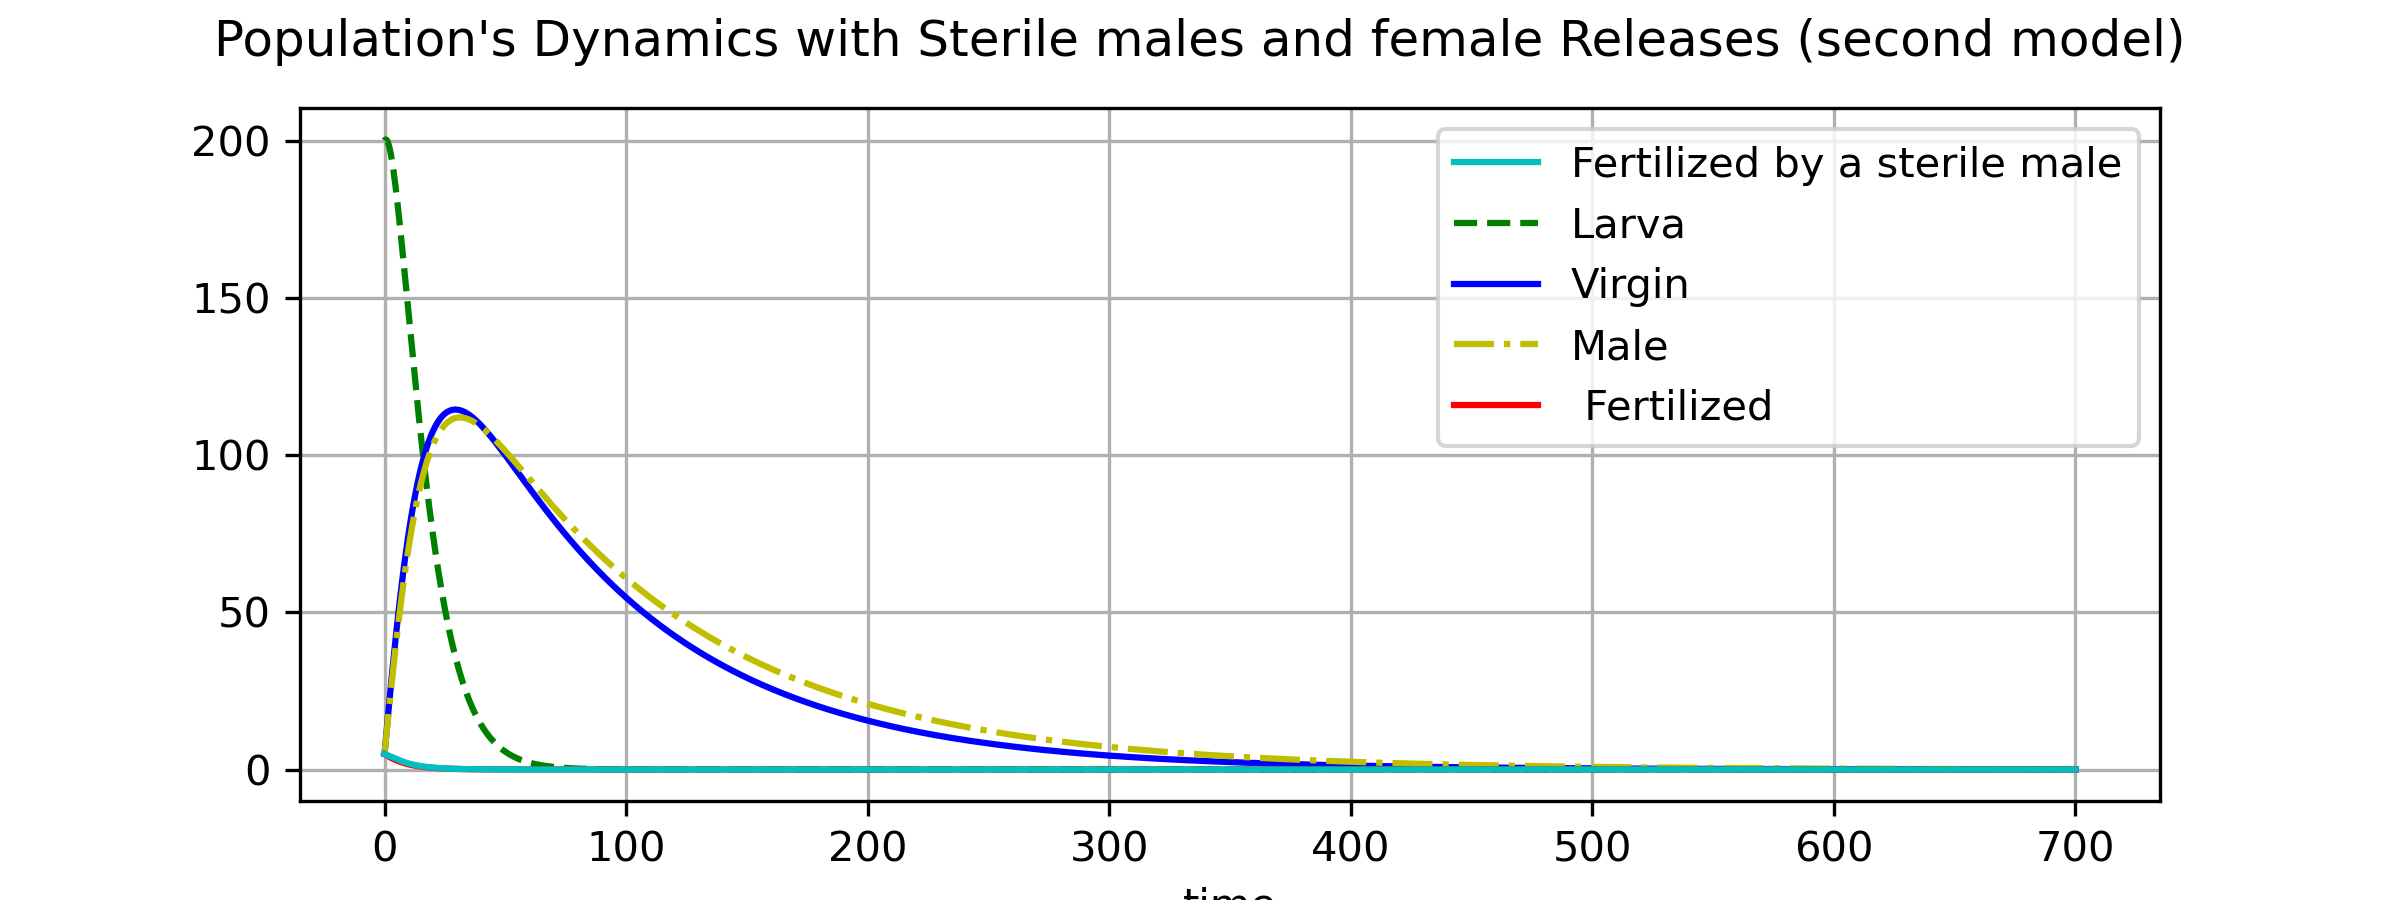 Population's Dynamics with Sterile males and female Releases (second model)
200
150
100
50
0
Fertilized by a sterile male
Larva
Virgin
Male
Fertilized
0 100 200 300 400 500 600 700
time